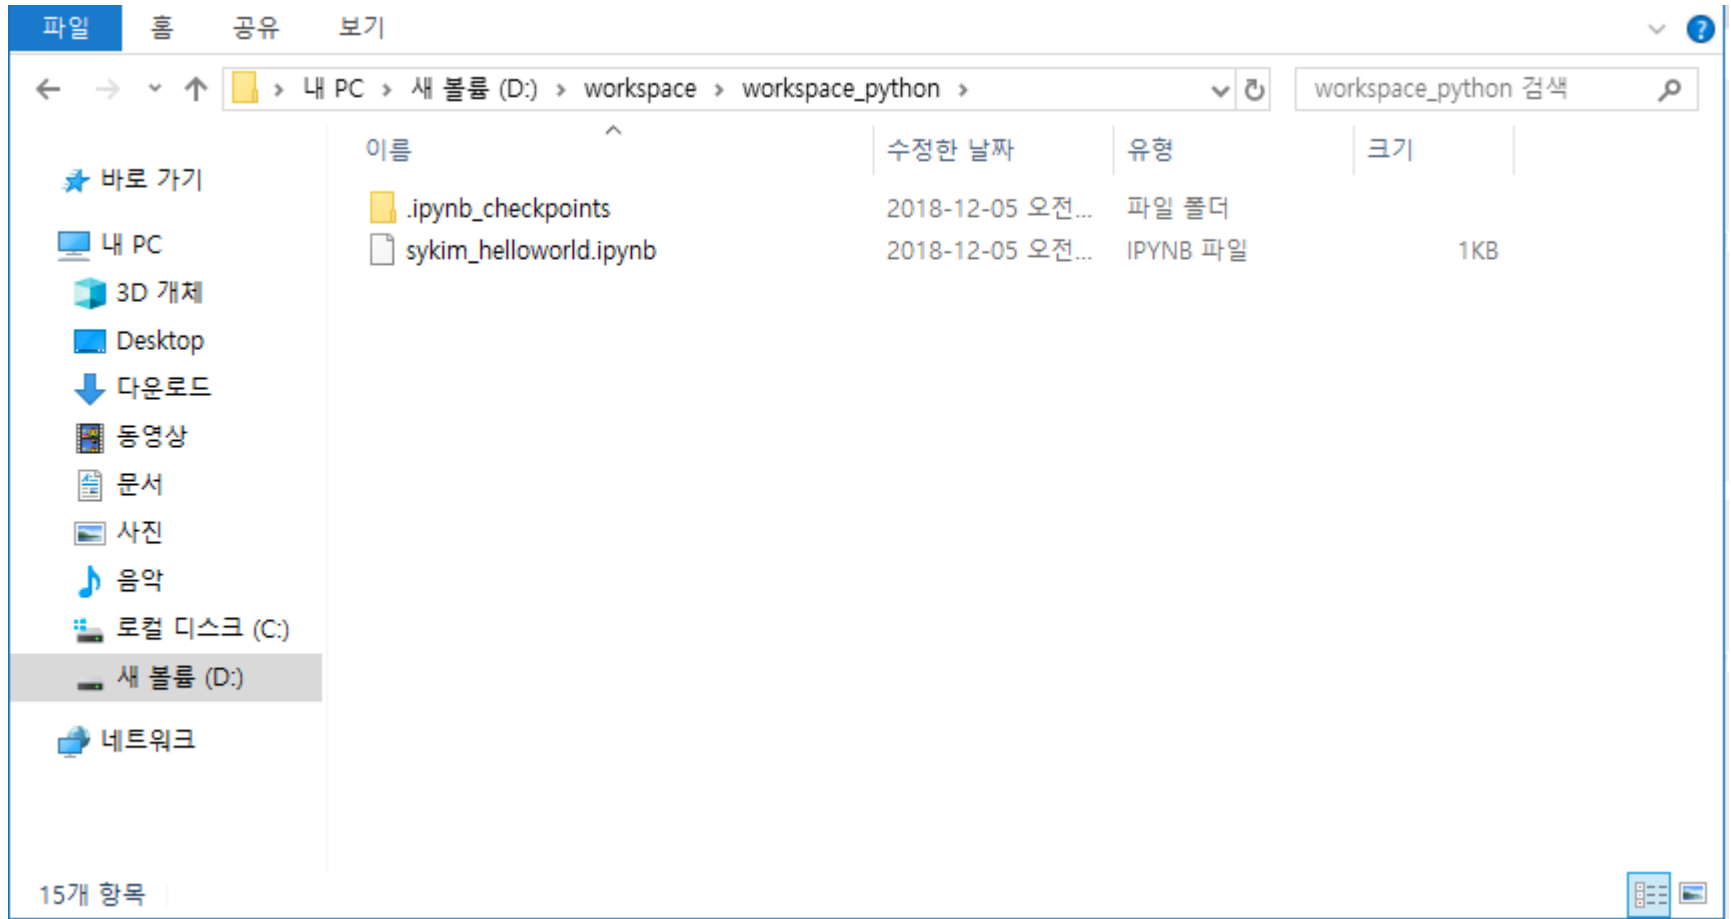 파일 홈 공유 보기
내 PC 새 볼륨 (D:) workspace workspace_python
workspace_python 검색
이름 수정한 날짜 유형 크기
.ipynb_checkpoints 2018-12-05 오전... 파일 폴더
sykim_helloworld.ipynb 2018-12-05 오전... IPYNB 파일 1KB
바로 가기
내 PC
3D 개체
Desktop
다운로드
동영상
문서
사진
음악
로컬 디스크 (C:)
새 볼륨 (D:)
네트워크
15개 항목